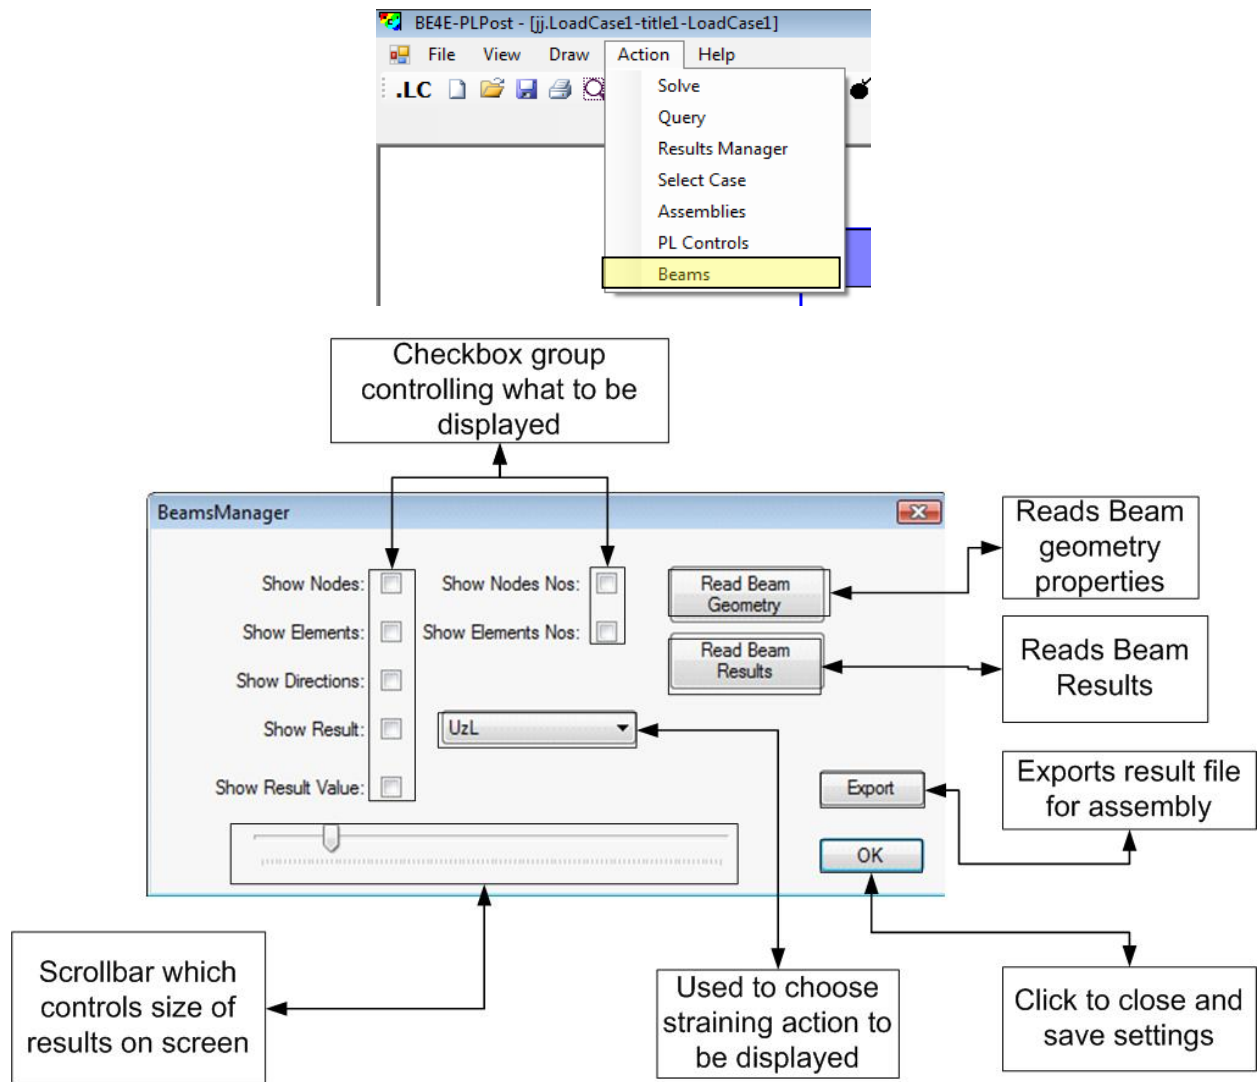 BE4E-PLPost - [jj.LoadCase1-title1-LoadCase1]
File View Draw Action Help
.LC
Solve
Query
Results Manager
Select Case
Assemblies
PL Controls
Beams
Checkbox group
controlling what to be
displayed
BeamsManager
Show Nodes:
Show Nodes Nos:
Read Beam
Geometry
Show Elements:
Show Elements Nos:
Read Beam
Results
Show Directions:
Show Result:
UzL
Show Result Value:
Export
OK
Reads Beam
geometry
properties
Reads Beam
Results
Exports result file
for assembly
Scrollbar which
controls size of
results on screen
Used to choose
straining action to
be displayed
Click to close and
save settings